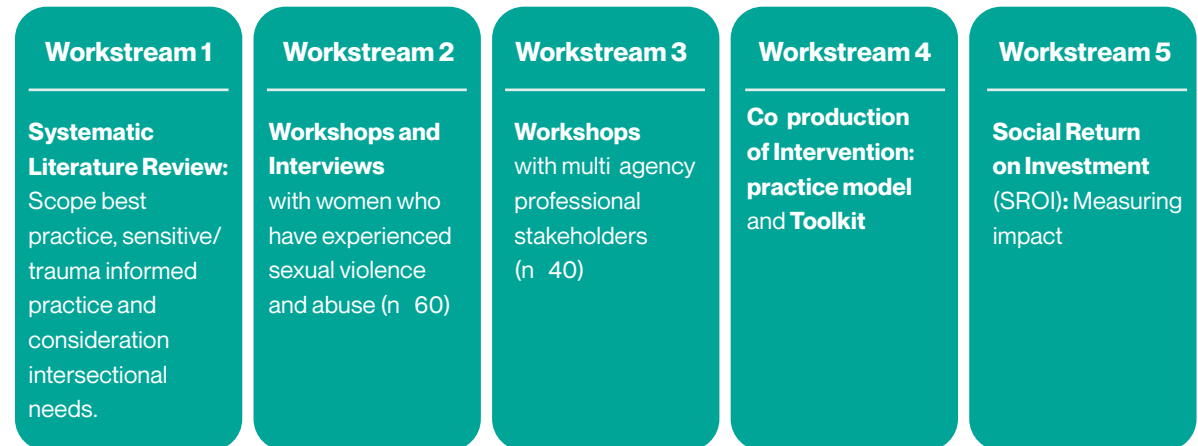 Workstream 1
Systematic
Literature Review:
Scope best
practice, sensitive/
trauma informed
practice and
consideration
intersectional
needs.
Workstream 2
Workshops and
Interviews
with women who
have experienced
sexual violence
and abuse (n 60)
Workstream 3
Workshops
with multi agency
professional
stakeholders
(n 40)
Workstream 4
Co production
of Intervention:
practice model
and Toolkit
Workstream 5
Social Return
on Investment
(SROI): Measuring
impact